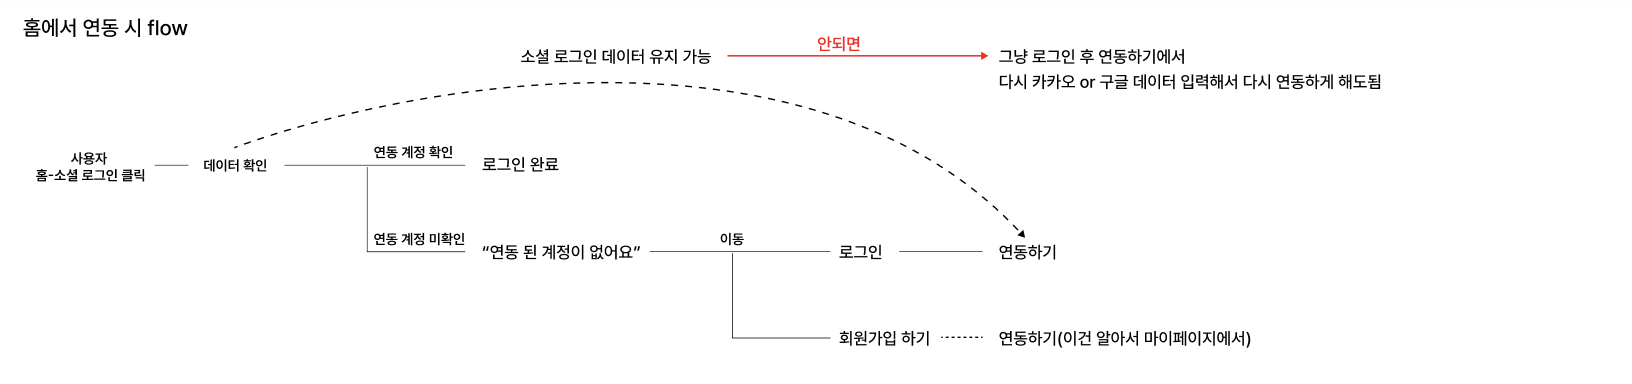 홈에서 연동 시 flow
소셜 로그인 데이터 유지 가능
안되면
그냥 로그인 후 연동하기에서
다시 카카오 or 구글 데이터 입력해서 다시 연동하게 해도됨
사용자
홈-소셜 로그인 클릭
데이터 확인
연동 계정 확인
로그인 완료
연동 계정 미확인
“연동 된 계정이 없어요”
이동
로그인
연동하기
회원가입 하기
연동하기(이건 알아서 마이페이지에서)